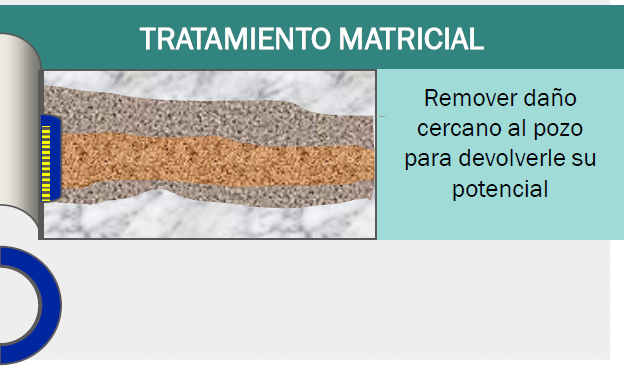 TRATAMIENTO MATRICIAL
Remover daño
cercano al pozo
para devolverle su
potencial